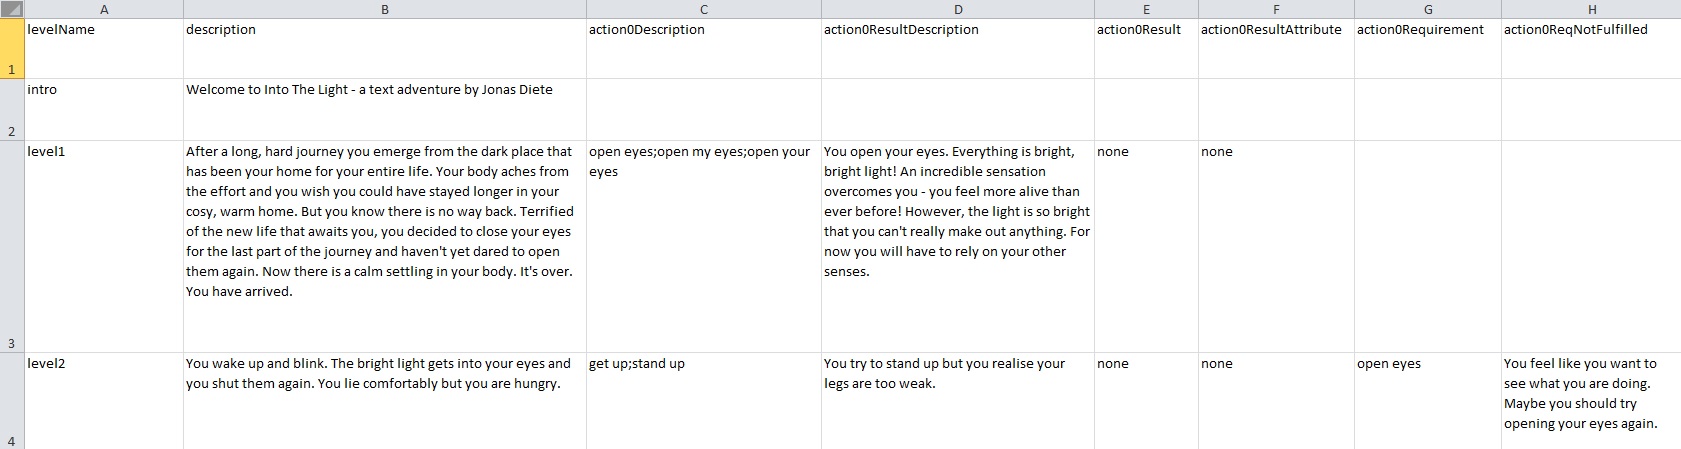 A B C D E F G H
levelName description action0Description action0ResultDescription action0Result action0ResultAttribute action0Requirement action0ReqNotFulfilled
1
intro Welcome to Into The Light - a text adventure by Jonas Diete
2
level1 After a long, hard journey you emerge from the dark place that open eyes;open my eyes;open your You open your eyes. Everything is bright, none none
has been your home for your entire life. Your body aches from eyes bright light! An incredible sensation
the effort and you wish you could have stayed longer in your overcomes you - you feel more alive than
cosy, warm home. But you know there is no way back. Terrified ever before! However, the light is so bright
of the new life that awaits you, you decided to close your eyes that you can't really make out anything. For
for the last part of the journey and haven't yet dared to open now you will have to rely on your other
them again. Now there is a calm settling in your body. It's over. senses.
You have arrived.
3
level2 You wake up and blink. The bright light gets into your eyes and get up;stand up You try to stand up but you realise your none none open eyes You feel like you want to
you shut them again. You lie comfortably but you are hungry. legs are too weak. see what you are doing.
Maybe you should try
4 opening your eyes again.